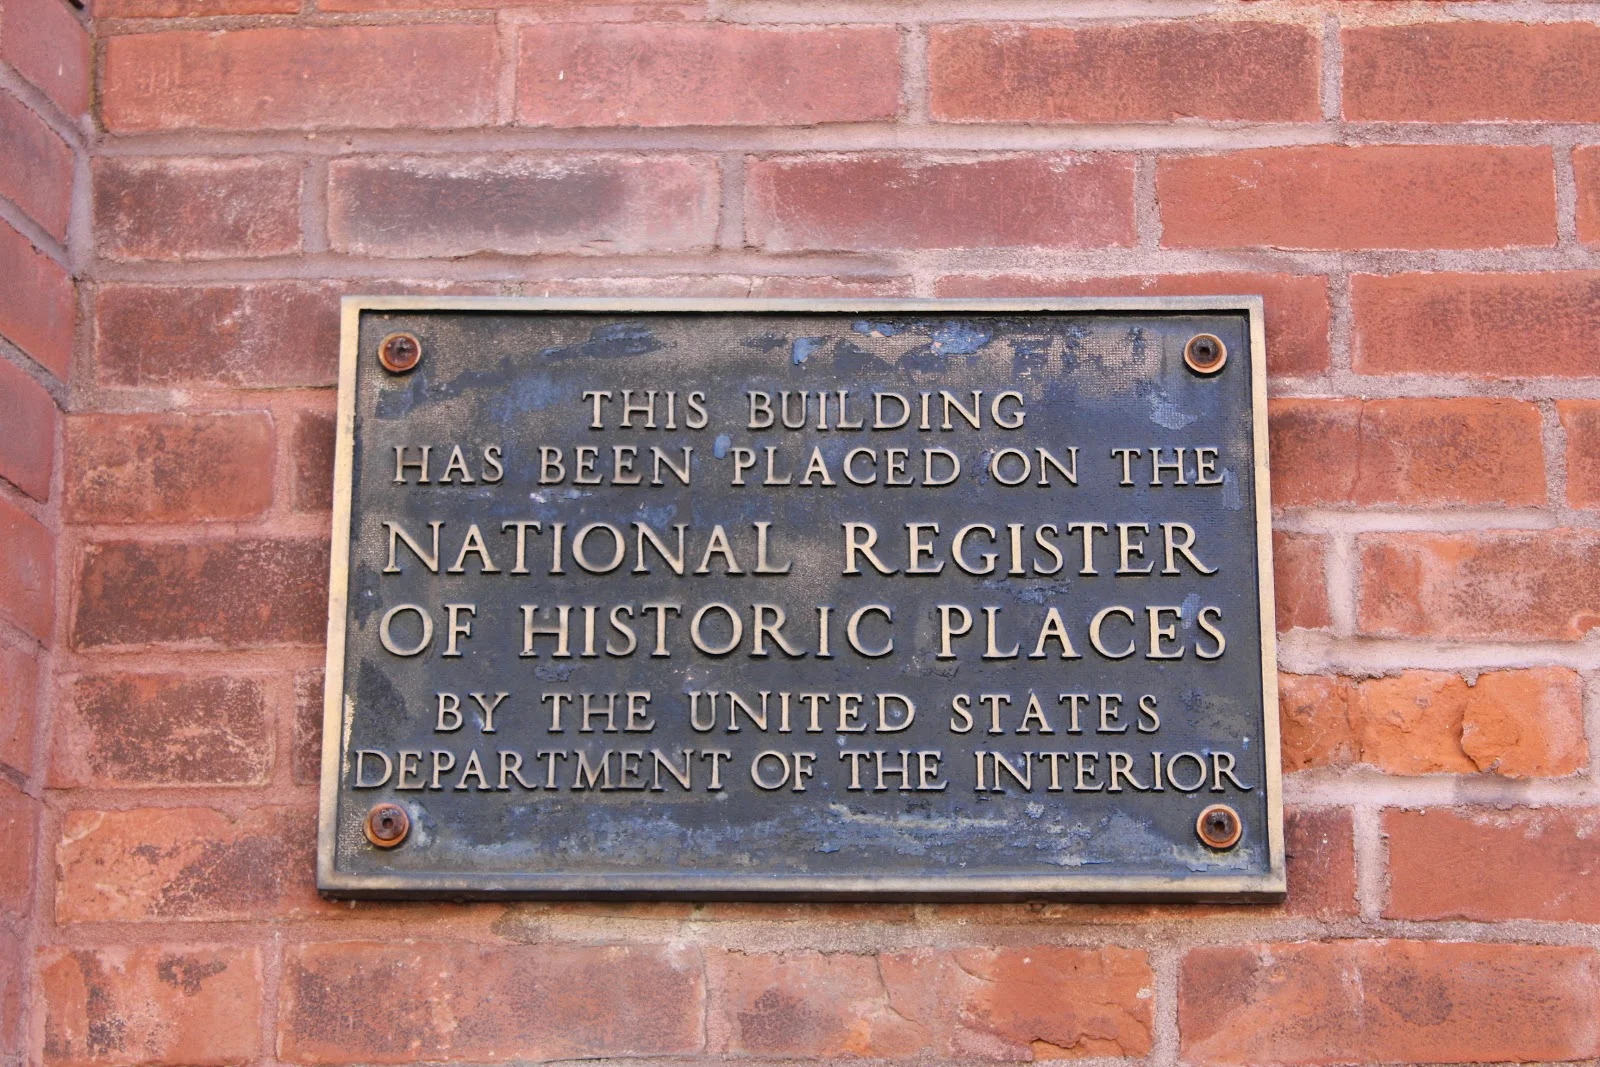 THIS BUILDING
HAS BEEN PLACED ON THE
NATIONAL REGISTER
OF HISTORIC PLACES
BY THE UNITED STATES
DEPARTMENT OF THE INTERIOR